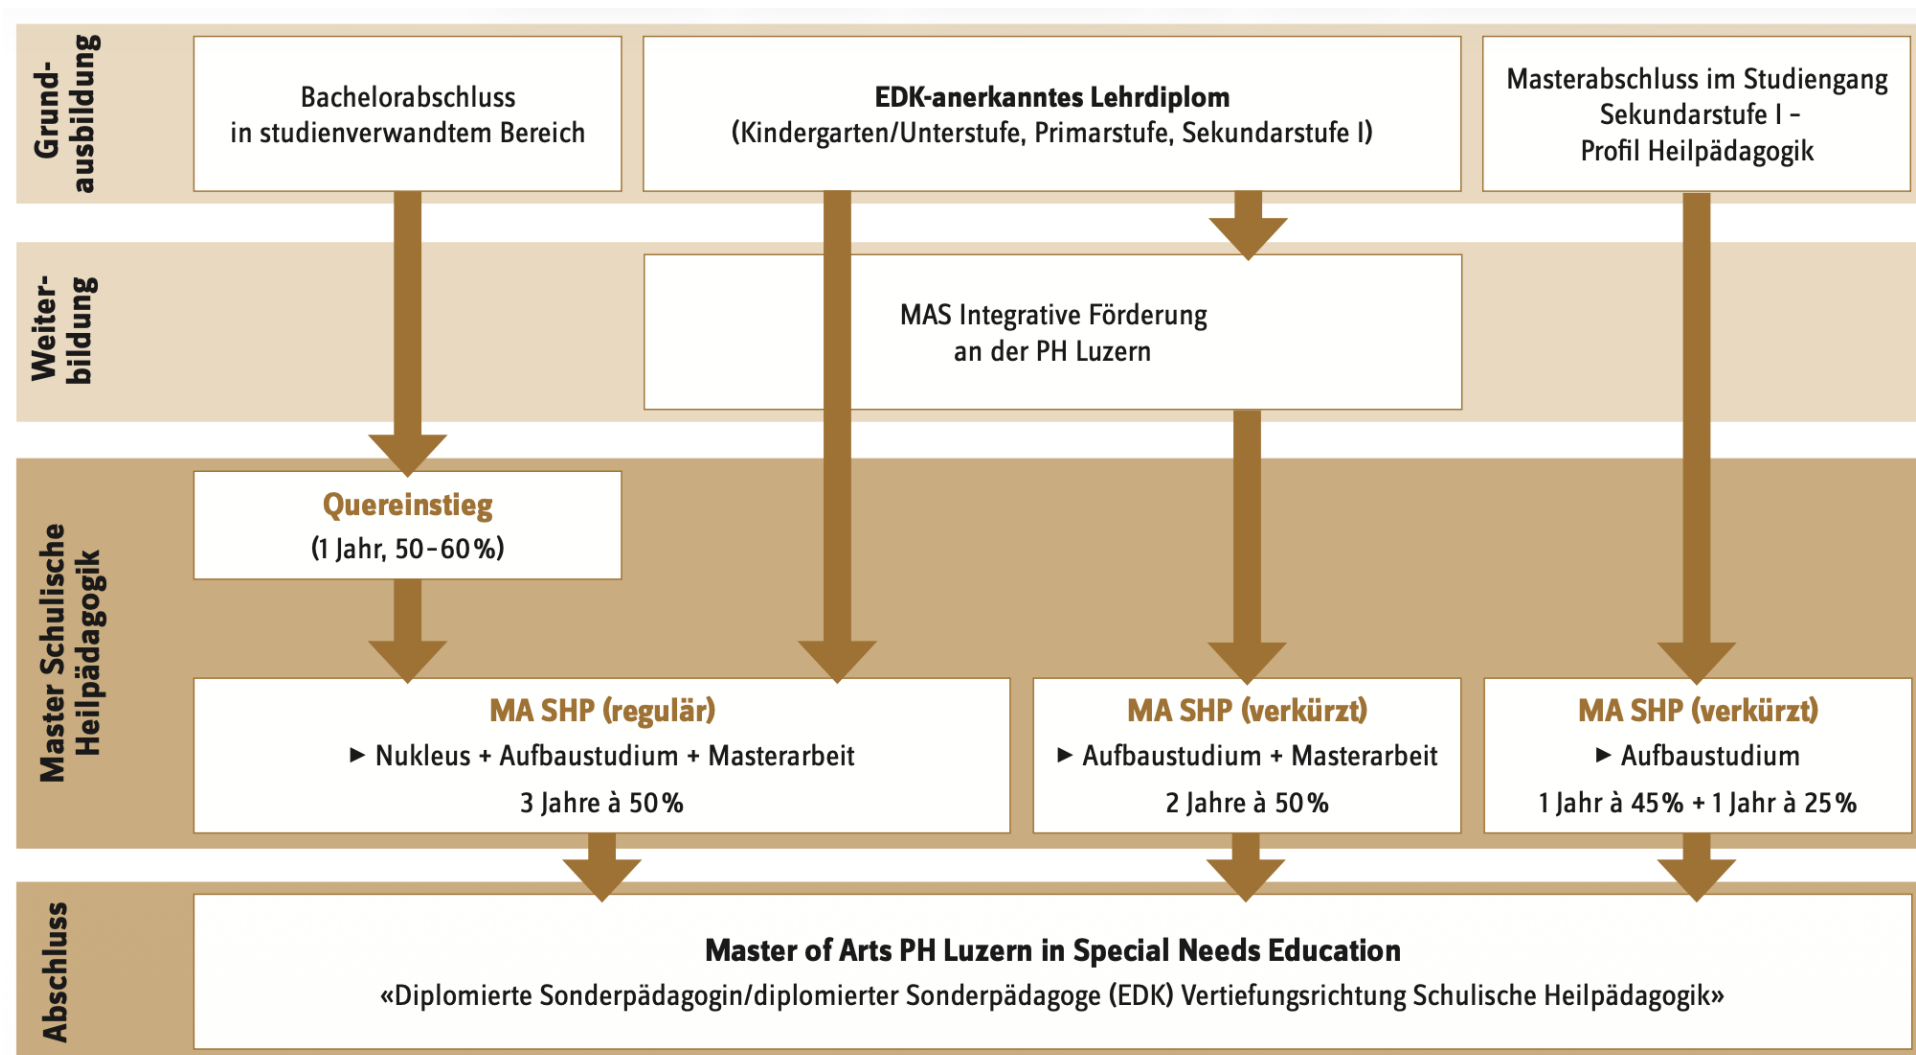 Grund-
ausbildung
Bachelorabschluss
in studienverwandtem Bereich
EDK-anerkanntes Lehrdiplom
(Kindergarten/Unterstufe, Primarstufe, Sekundarstufe I)
Masterabschluss im Studiengang
Sekundarstufe I –
Profil Heilpädagogik
Weiter-
bildung
MAS Integrative Förderung
an der PH Luzern
Master Schulische
Heilpädagogik
Quereinstieg
(1 Jahr, 50–60%)
MA SHP (regulär)
► Nukleus + Aufbaustudium + Masterarbeit
3 Jahre à 50%
MA SHP (verkürzt)
► Aufbaustudium + Masterarbeit
2 Jahre à 50%
MA SHP (verkürzt)
► Aufbaustudium
1 Jahr à 45% + 1 Jahr à 25%
Abschluss
Master of Arts PH Luzern in Special Needs Education
«Diplomierte Sonderpädagogin/diplomierter Sonderpädagoge (EDK) Vertiefungsrichtung Schulische Heilpädagogik»